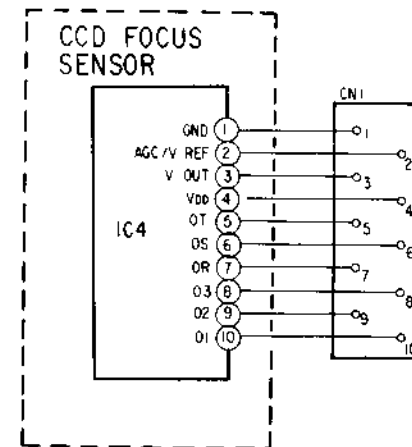 CCD FOCUS
SENSOR
CN1
GND 1 1
AGC/V REF 2 2
V OUT 3 3
VDD 4 4
OT 5 5
IC4
OS 6 6
OR 7 7
O3 8 8
O2 9 9
O1 10 10